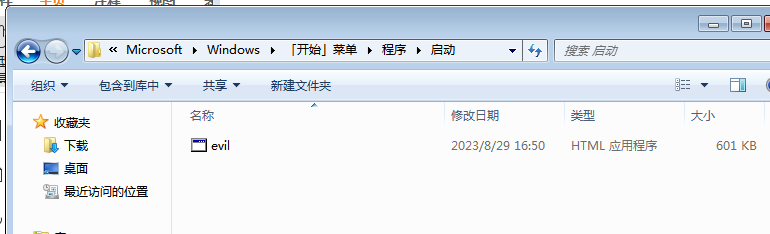 « Microsoft Windows 「开始」菜单 程序 启动 搜索 启动
组织 包含到库中 共享 新建文件夹
名称 修改日期 类型 大小
收藏夹
evil 2023/8/29 16:50 HTML 应用程序 601 KB
下载
桌面
最近访问的位置